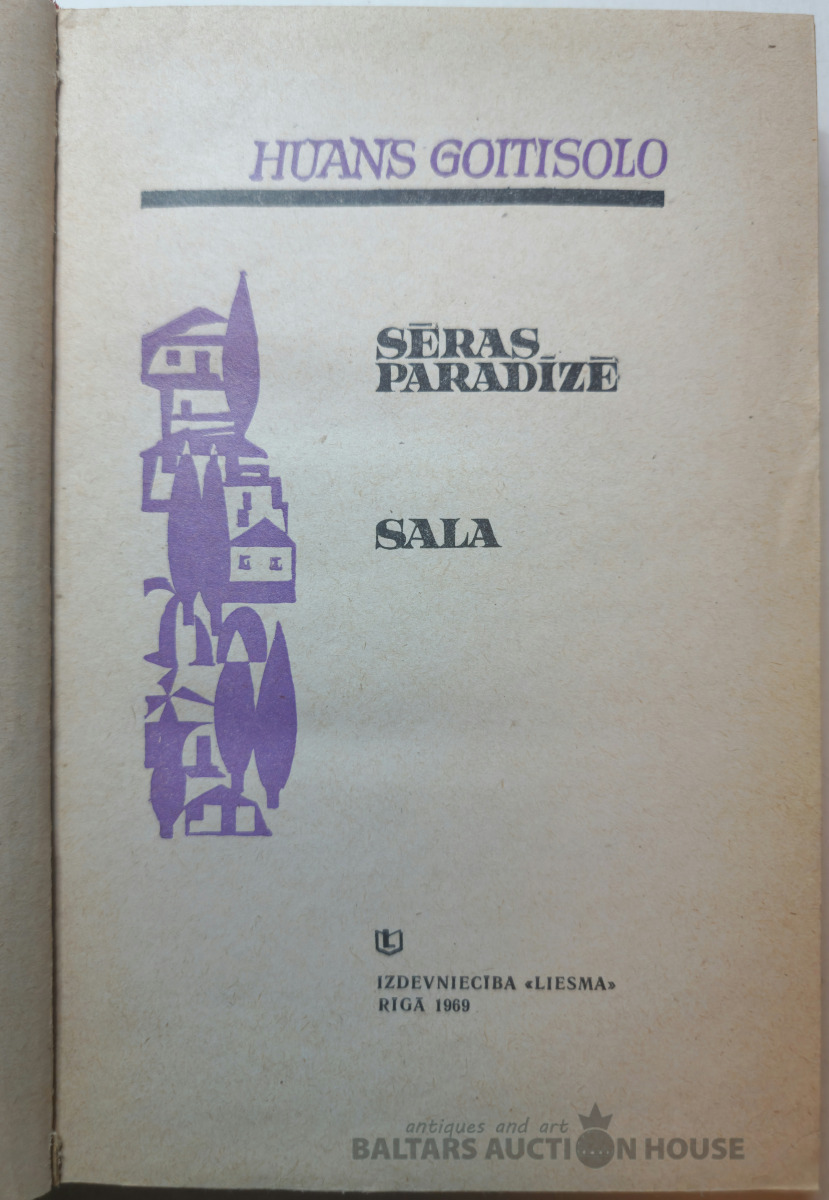 HUANS GOITISOLO
SĒRAS
PARADĪZĒ
SALA
L
IZDEVNIECĪBA «LIESMA»
RĪGĀ 1969
antiques and art
BALTARS AUCTION HOUSE